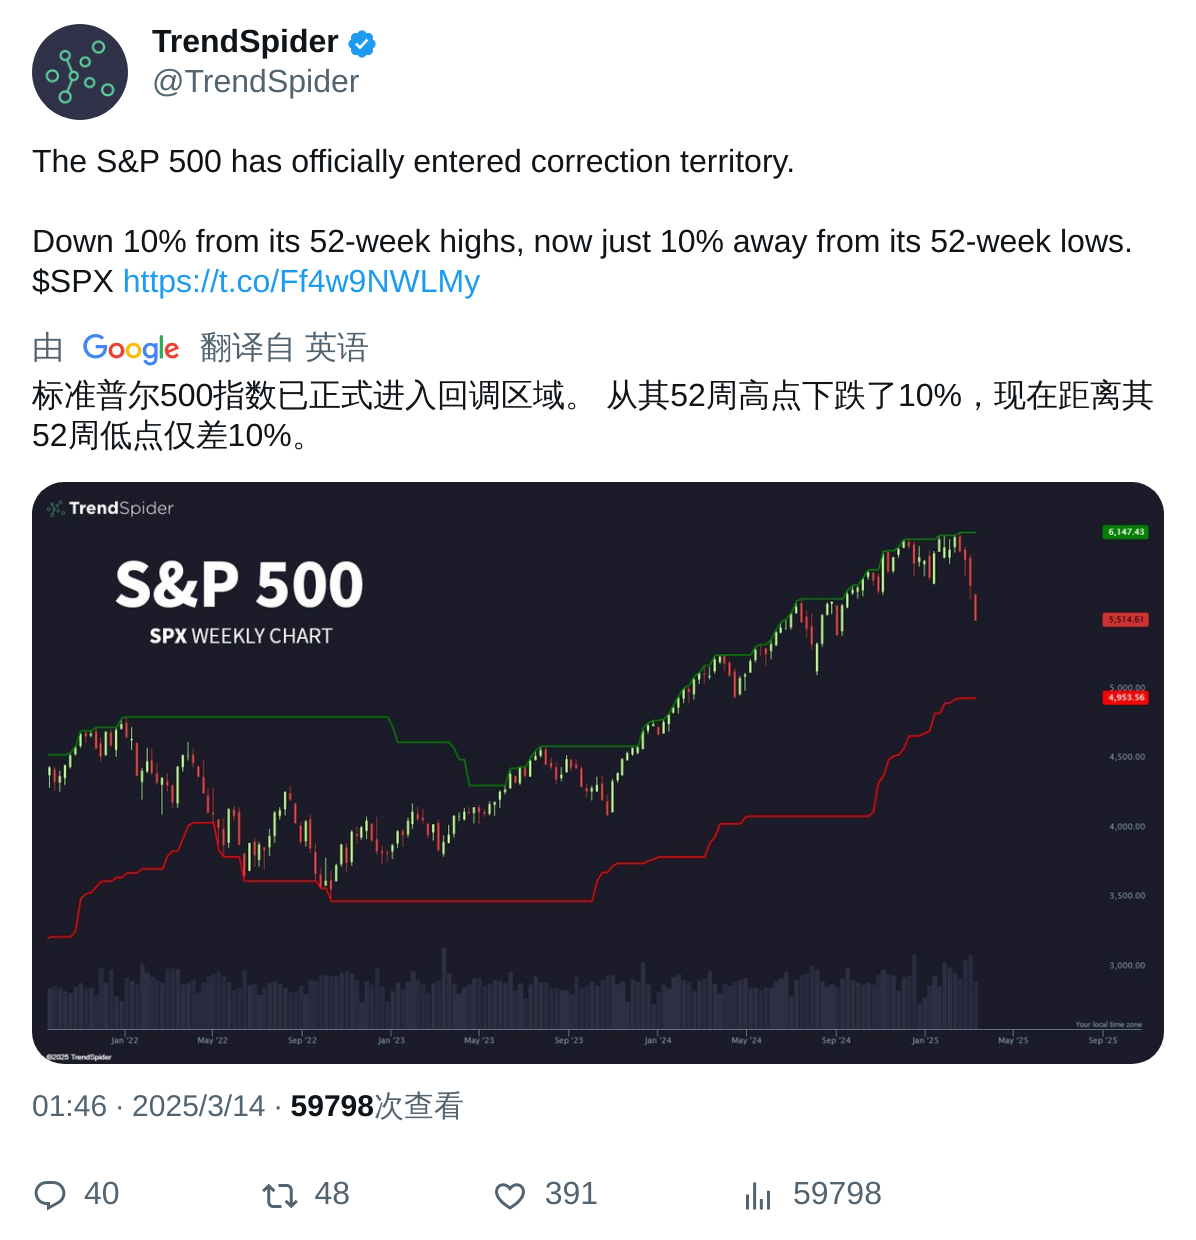 TrendSpider
@TrendSpider
The S&P 500 has officially entered correction territory.
Down 10% from its 52-week highs, now just 10% away from its 52-week lows.
$SPX https://t.co/Ff4w9NWLMy
由 Google 翻译自 英语
标准普尔500指数已正式进入回调区域。 从其52周高点下跌了10%，现在距离其
52周低点仅差10%。
TrendSpider
S&P 500
SPX WEEKLY CHART
6,147.43
5,514.61
5,000.00
4,953.56
4,500.00
4,000.00
3,500.00
3,000.00
Your local time zone
Jan '22 May '22 Sep '22 Jan '23 May '23 Sep '23 Jan '24 May '24 Sep '24 Jan '25 May '25 Sep '25
©2025 TrendSpider
01:46 · 2025/3/14 · 59798次查看
40 48 391 59798